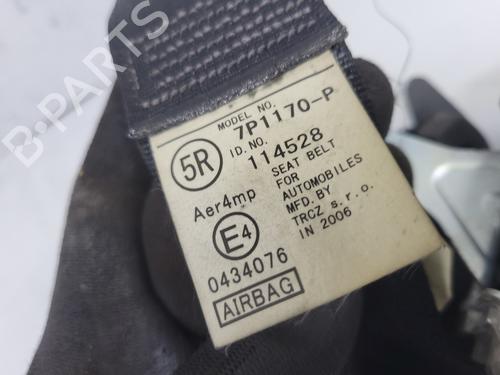 MODEL NO.
7P1170-P
5R
ID.NO.
114528
SEAT BELT
FOR
AUTOMOBILES
MFD.BY
TRCZ s.r.o.
IN 2006
Aer4mp
E4
0434076
AIRBAG
B-PARTS